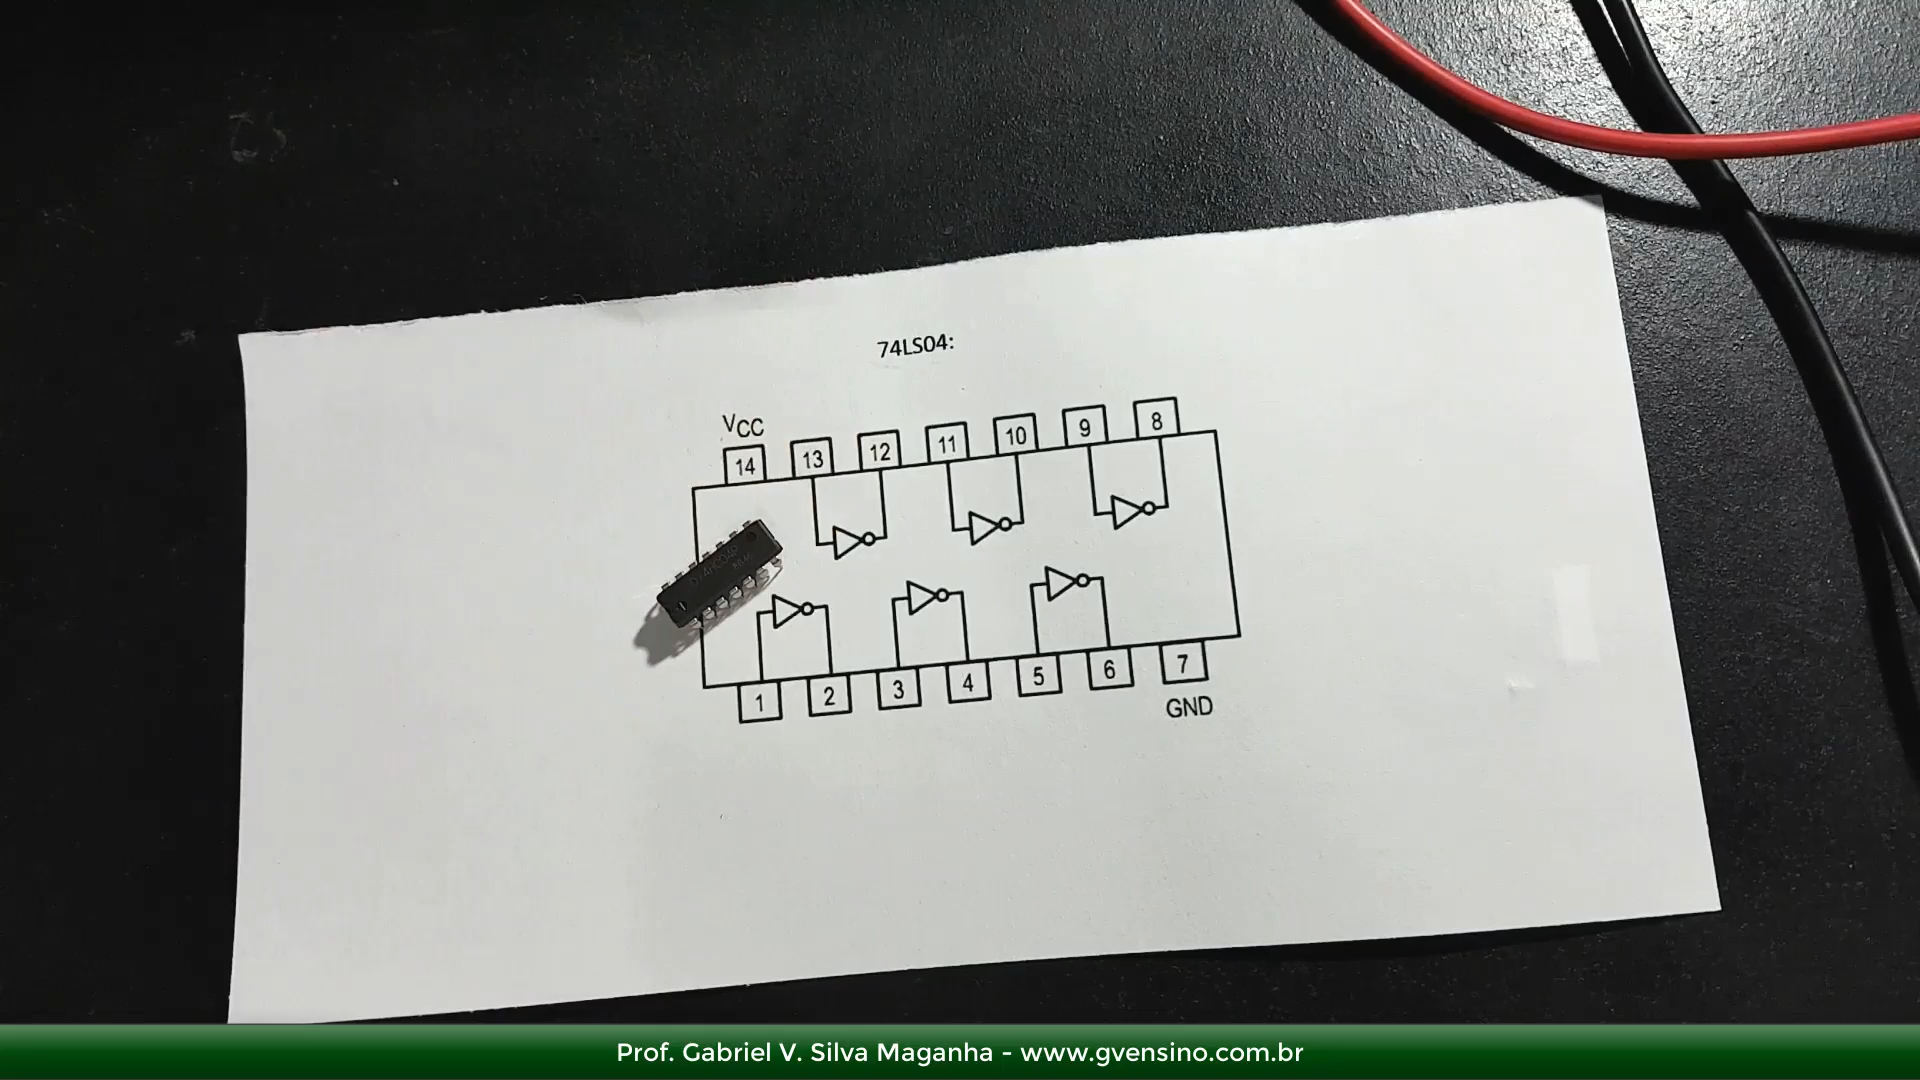 74LS04:
VCC
14 13 12 11 10 9 8
1 2 3 4 5 6 7
GND
Prof. Gabriel V. Silva Maganha - www.gvensino.com.br